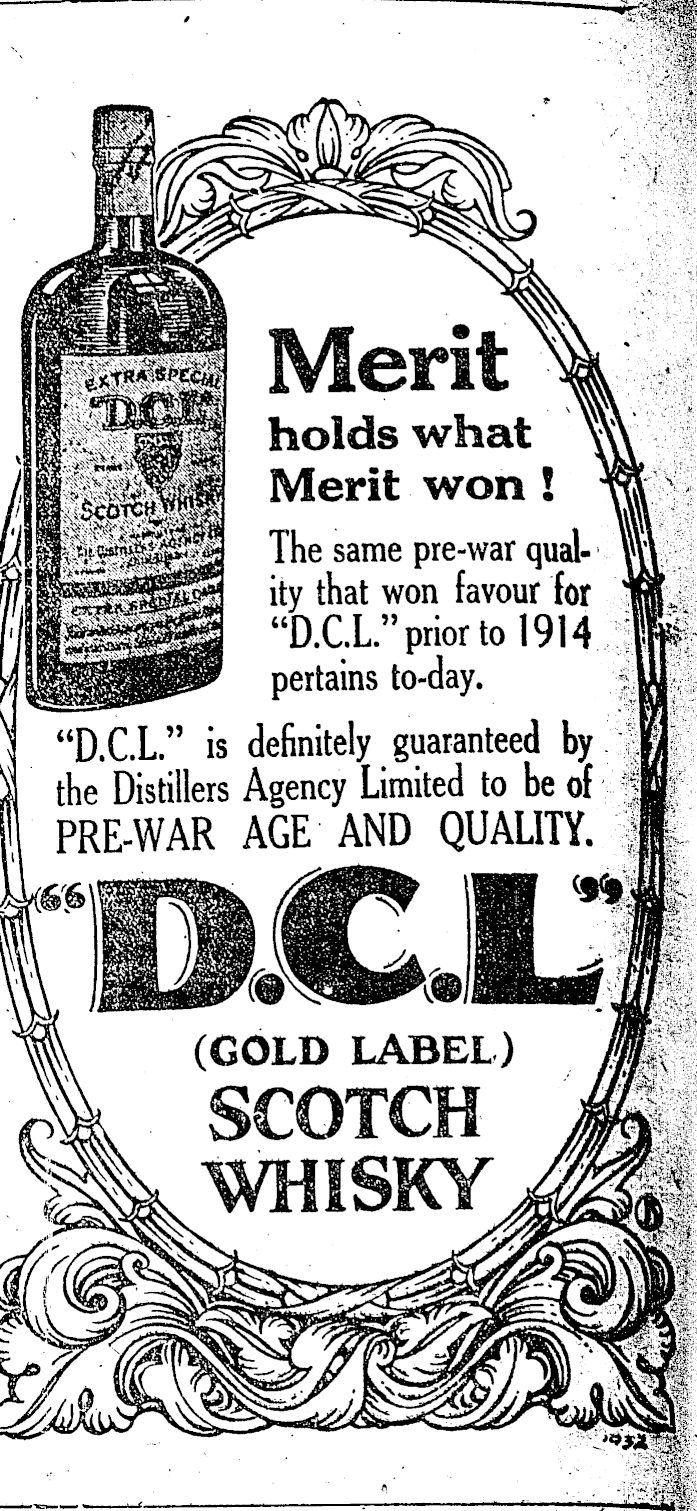 EXTRA SPECIAL
"D.C.L."
SCOTCH WHISKY
Merit
holds what
Merit won !
The same pre-war qual-
ity that won favour for
“D.C.L.” prior to 1914
pertains to-day.
“D.C.L.” is definitely guaranteed by
the Distillers Agency Limited to be of
PRE-WAR AGE AND QUALITY.
“D.C.L”
(GOLD LABEL)
SCOTCH
WHISKY